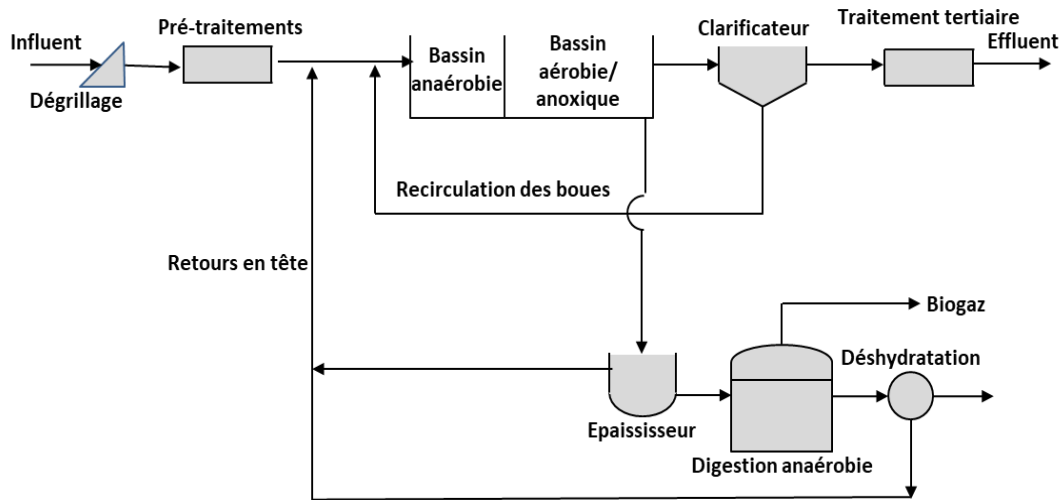 Influent
Dégrillage
Pré-traitements
Bassin
anaérobie
Bassin
aérobie/
anoxique
Clarificateur
Traitement tertiaire
Effluent
Recirculation des boues
Retours en tête
Biogaz
Déshydratation
Epaississeur
Digestion anaérobie